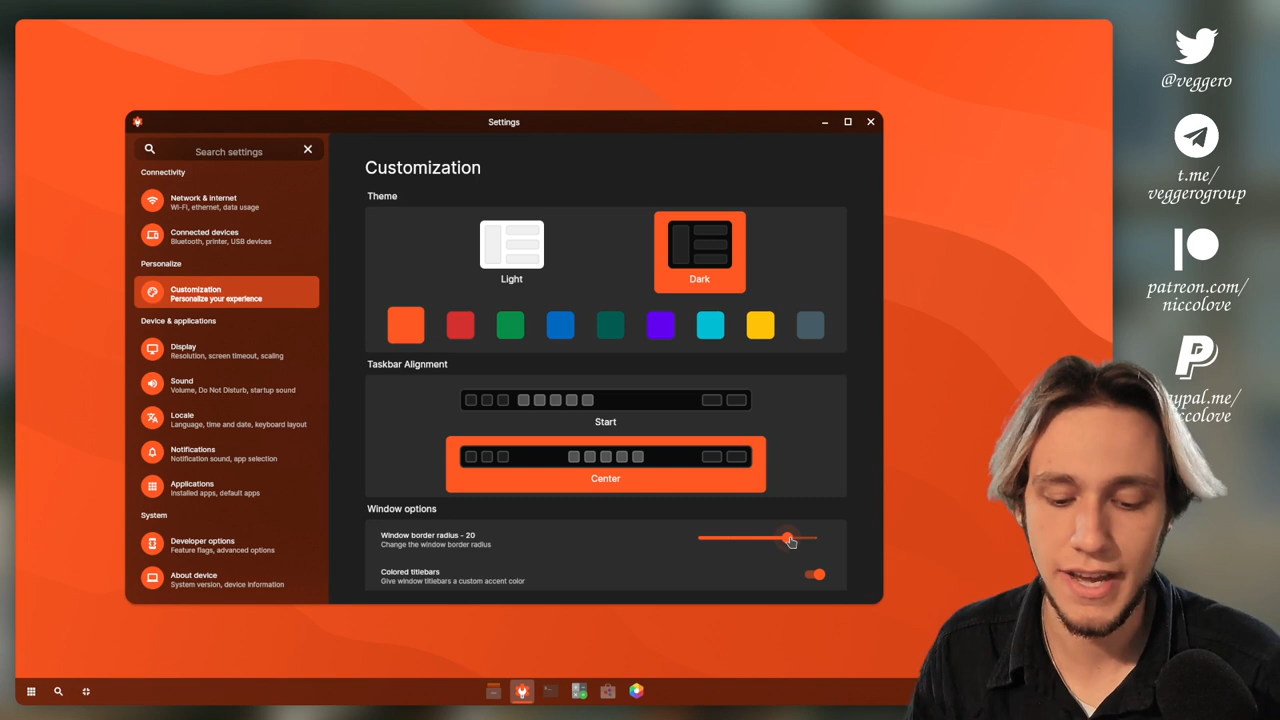 Settings
Search settings
Connectivity
Network & Internet
Wi-Fi, ethernet, data usage
Connected devices
Bluetooth, printer, USB devices
Personalize
Customization
Personalize your experience
Device & applications
Display
Resolution, screen timeout, scaling
Sound
Volume, Do Not Disturb, startup sound
Locale
Language, time and date, keyboard layout
Notifications
Notification sound, app selection
Applications
Installed apps, default apps
System
Developer options
Feature flags, advanced options
About device
System version, device information
Customization
Theme
Light
Dark
Taskbar Alignment
Start
Center
Window options
Window border radius - 20
Change the window border radius
Colored titlebars
Give window titlebars a custom accent color
@veggero
t.me/
veggerogroup
patreon.com/
niccolove
aypal.me/
ccolove